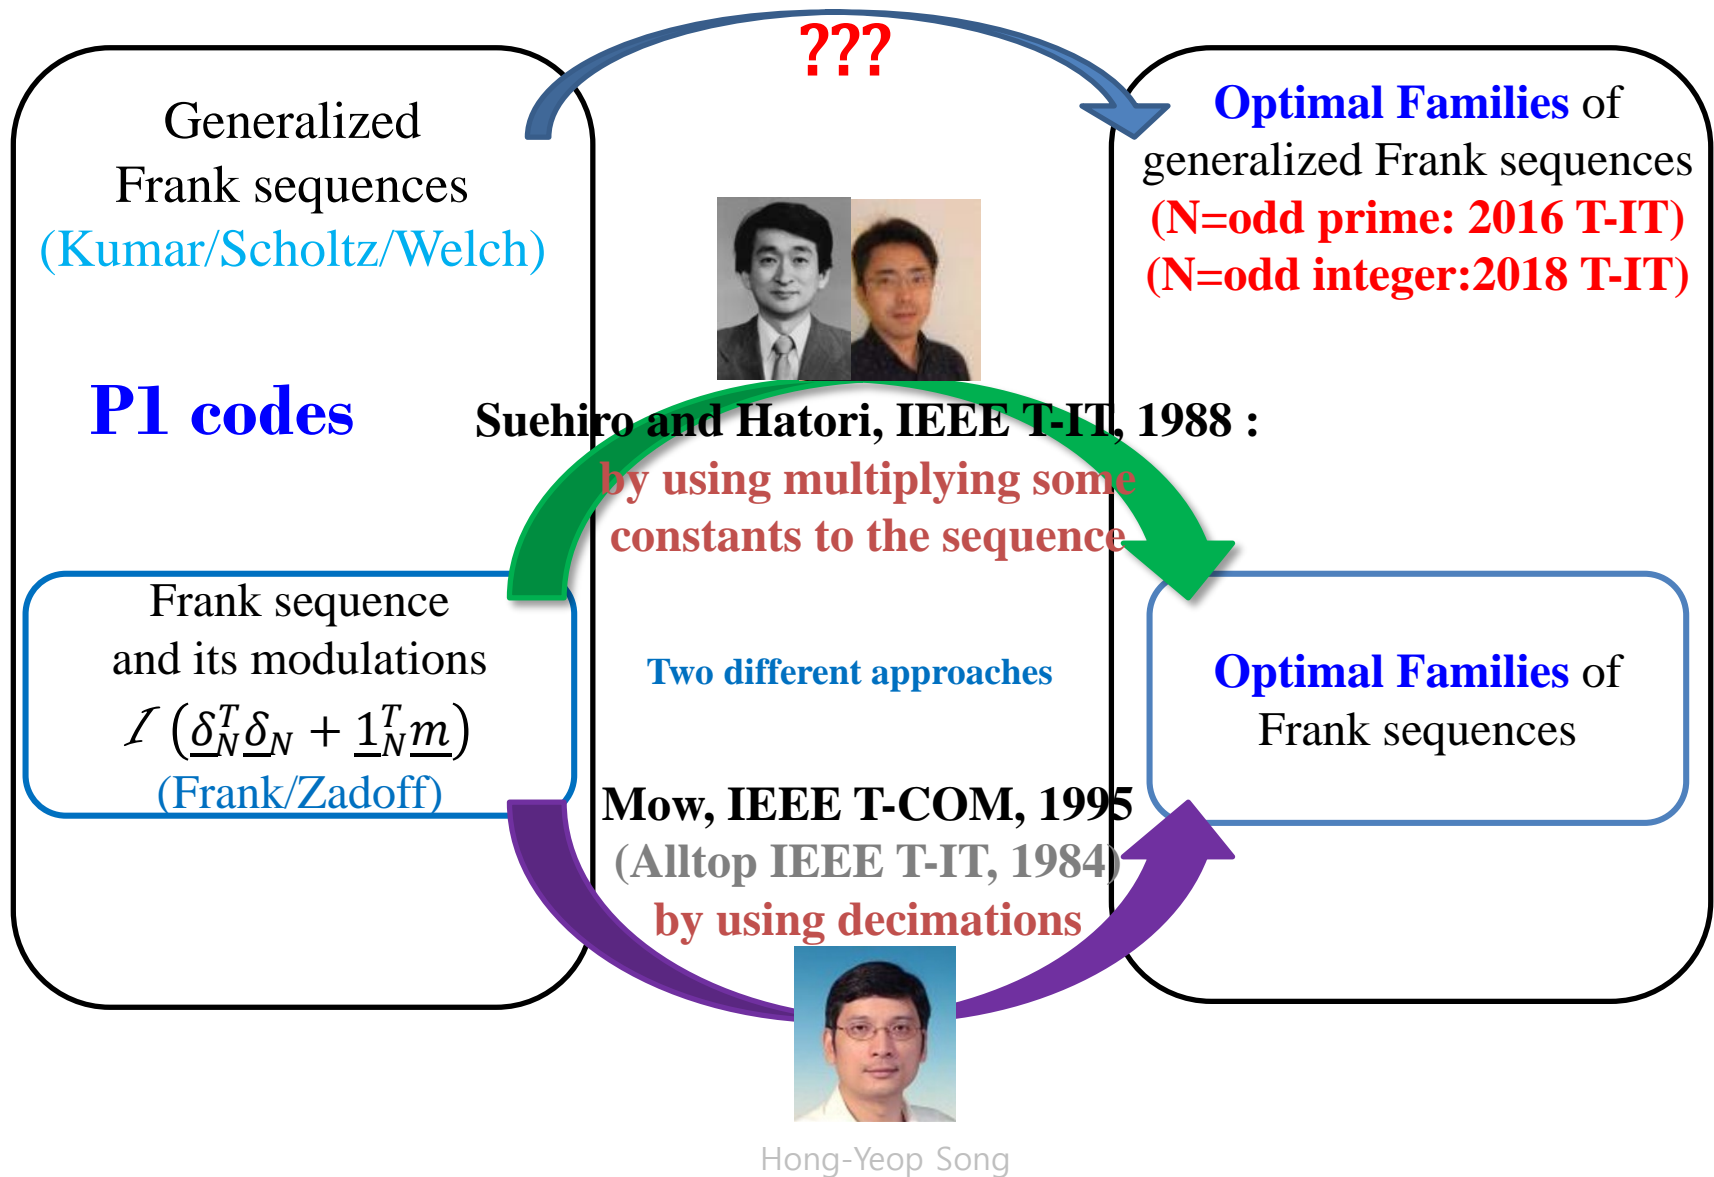 ???
Generalized
Frank sequences
(Kumar/Scholtz/Welch)
P1 codes
Frank sequence
and its modulations
ℐ (δ_N^T δ_N + 1_N^T m)
(Frank/Zadoff)
Suehiro and Hatori, IEEE T-IT, 1988 :
by using multiplying some
constants to the sequence
Two different approaches
Mow, IEEE T-COM, 1995
(Alltop IEEE T-IT, 1984)
by using decimations
Optimal Families of
generalized Frank sequences
(N=odd prime: 2016 T-IT)
(N=odd integer:2018 T-IT)
Optimal Families of
Frank sequences
Hong-Yeop Song